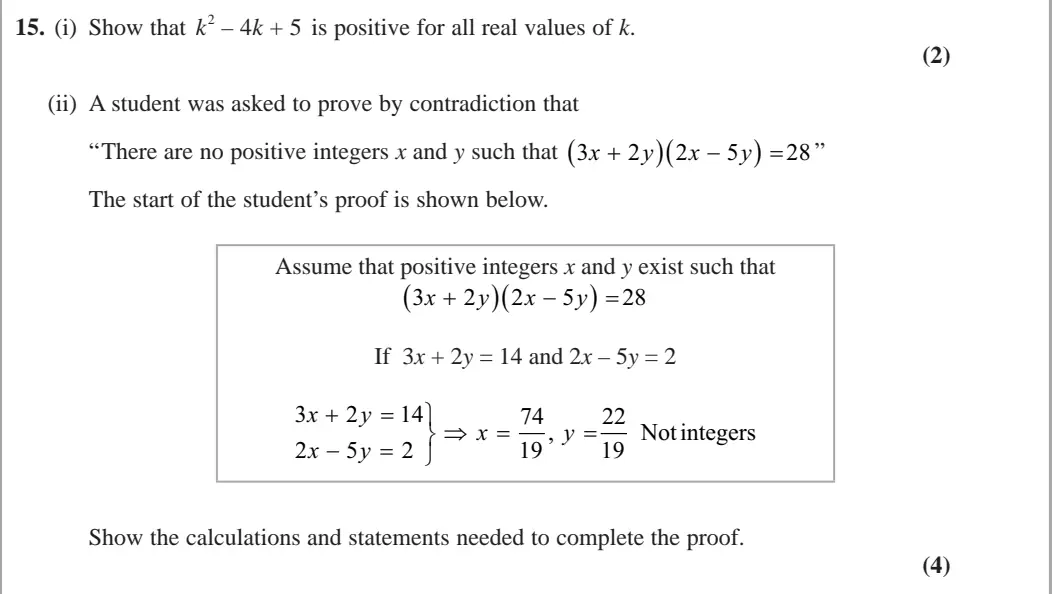 15. (i) Show that k² – 4k + 5 is positive for all real values of k.
(2)
(ii) A student was asked to prove by contradiction that
“There are no positive integers x and y such that (3x + 2y)(2x − 5y) = 28”
The start of the student’s proof is shown below.
Assume that positive integers x and y exist such that
(3x + 2y)(2x − 5y) = 28
If 3x + 2y = 14 and 2x – 5y = 2
3x + 2y = 14
2x − 5y = 2 } ⇒ x = 74/19, y = 22/19 Not integers
Show the calculations and statements needed to complete the proof.
(4)